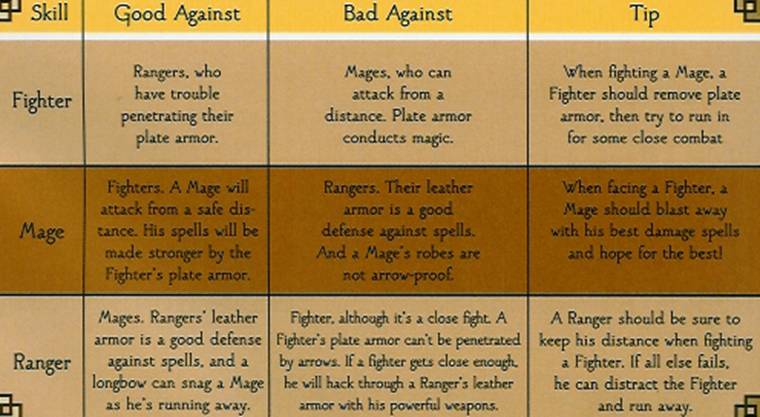 Skill Good Against Bad Against Tip
Fighter
Rangers, who
have trouble
penetrating their
plate armor.
Mages, who can
attack from a
distance. Plate armor
conducts magic.
When fighting a Mage, a
Fighter should remove plate
armor, then try to run in
for some close combat
Mage
Fighters. A Mage will
attack from a safe dis-
tance. His spells will be
made stronger by the
Fighter's plate armor.
Rangers. Their leather
armor is a good
defense against spells.
And a Mage's robes are
not arrow-proof.
When facing a Fighter, a
Mage should blast away
with his best damage spells
and hope for the best!
Ranger
Mages. Rangers' leather
armor is a good defense
against spells, and a
longbow can snag a Mage
as he's running away.
Fighter, although it's a close fight. A
Fighter's plate armor can't be penetrated
by arrows. If a fighter gets close enough,
he will hack through a Ranger's leather
armor with his powerful weapons.
A Ranger should be sure to
keep his distance when fighting
a Fighter. If all else fails,
he can distract the Fighter
and run away.